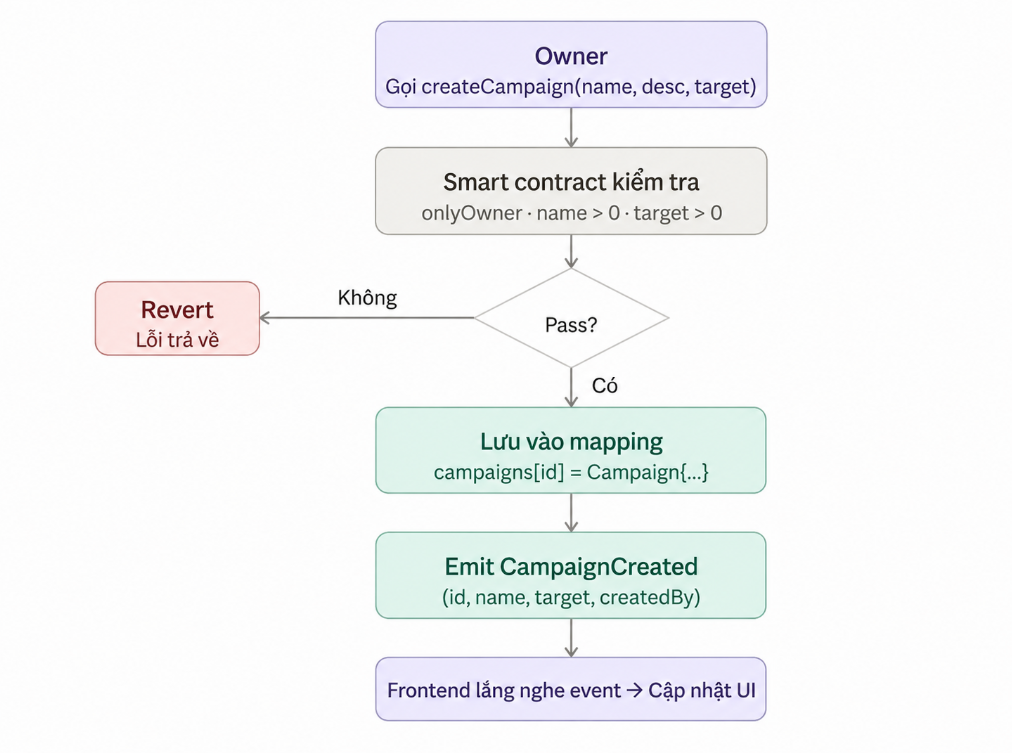 Owner
Gọi createCampaign(name, desc, target)
Smart contract kiểm tra
onlyOwner · name > 0 · target > 0
Pass?
Không
Revert
Lỗi trả về
Có
Lưu vào mapping
campaigns[id] = Campaign{...}
Emit CampaignCreated
(id, name, target, createdBy)
Frontend lắng nghe event → Cập nhật UI